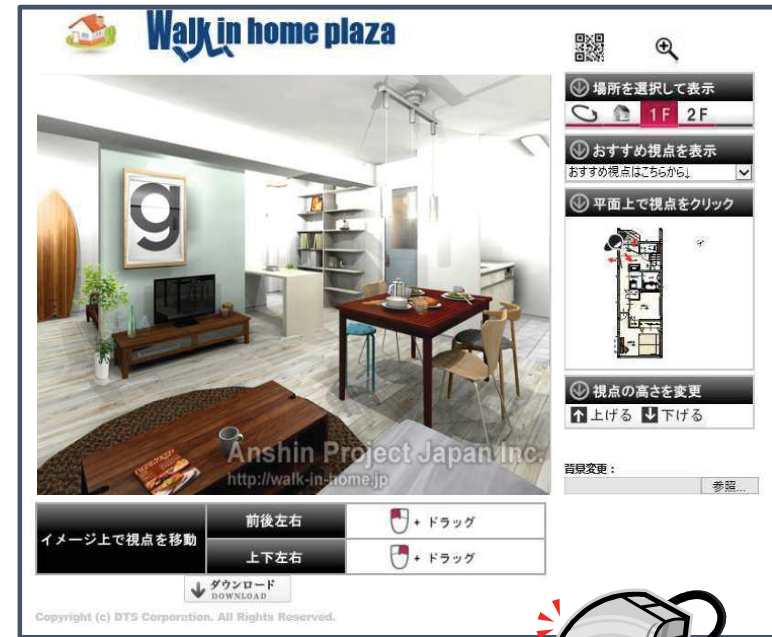 Walk in home plaza
場所を選択して表示
1F 2F
おすすめ視点を表示
おすすめ視点はこちらから↓
平面上で視点をクリック
g
視点の高さを変更
上げる 下げる
Anshin Project Japan Inc.
http://walk-in-home.jp
背景変更：
参照...
イメージ上で視点を移動
前後左右
+ ドラッグ
上下左右
+ ドラッグ
ダウンロード
DOWNLOAD
Copyright (c) DTS Corporation. All Rights Reserved.